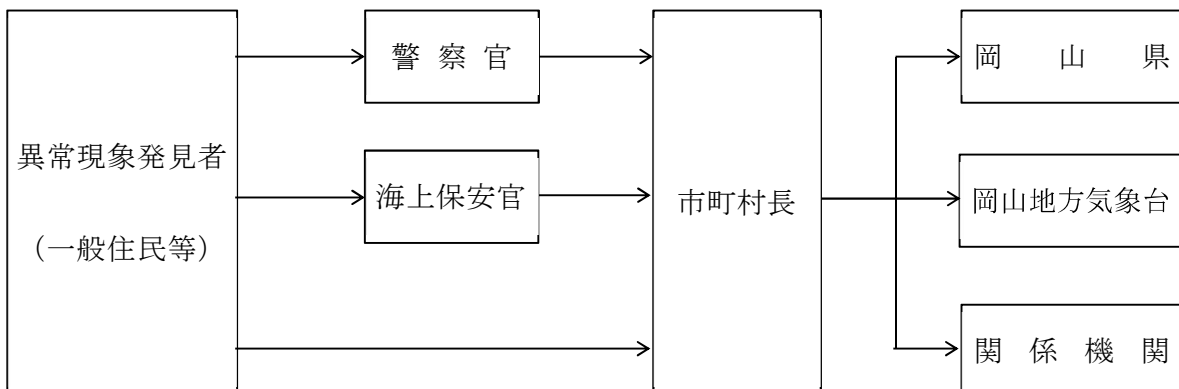 異常現象発見者
(一般住民等)
警察官
海上保安官
市町村長
岡山県
岡山地方気象台
関係機関